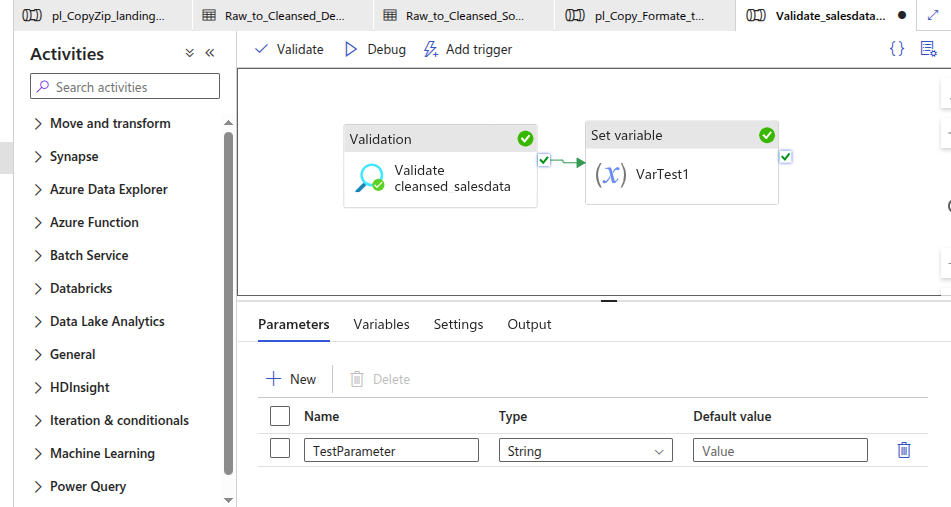 pl_CopyZip_landing...
Raw_to_Cleansed_De...
Raw_to_Cleansed_So...
pl_Copy_Formate_t...
Validate_salesdata...
Activities
Search activities
Move and transform
Synapse
Azure Data Explorer
Azure Function
Batch Service
Databricks
Data Lake Analytics
General
HDInsight
Iteration & conditionals
Machine Learning
Power Query
Validate
Debug
Add trigger
{}
Validation
Validate
cleansed_salesdata
Set variable
(x)
VarTest1
Parameters Variables Settings Output
New
Delete
Name Type Default value
TestParameter String Value